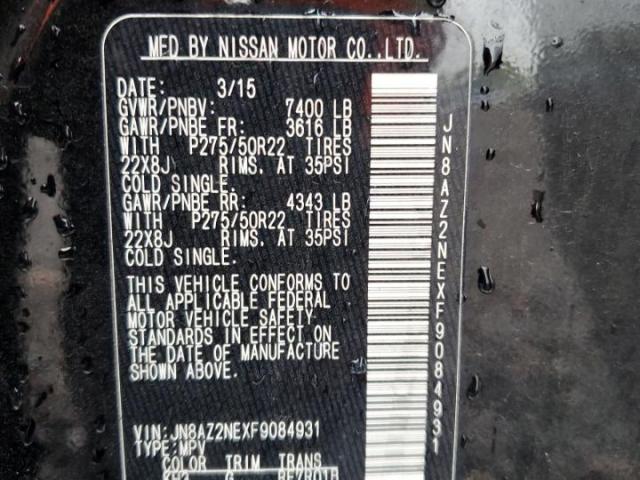 MFD BY NISSAN MOTOR CO.,LTD.
DATE: 3/15
GVWR/PNBV: 7400 LB
GAWR/PNBE FR: 3616 LB
WITH P275/50R22 TIRES
22X8J RIMS. AT 35PSI
COLD SINGLE.
GAWR/PNBE RR: 4343 LB
WITH P275/50R22 TIRES
22X8J RIMS. AT 35PSI
COLD SINGLE.
THIS VEHICLE CONFORMS TO
ALL APPLICABLE FEDERAL
MOTOR VEHICLE SAFETY
STANDARDS IN EFFECT ON
THE DATE OF MANUFACTURE
SHOWN ABOVE.
VIN:JN8AZ2NEXF9084931
TYPE:MPV
COLOR TRIM TRANS
KH3 G RE7R01B
JN8AZ2NEXF9084931